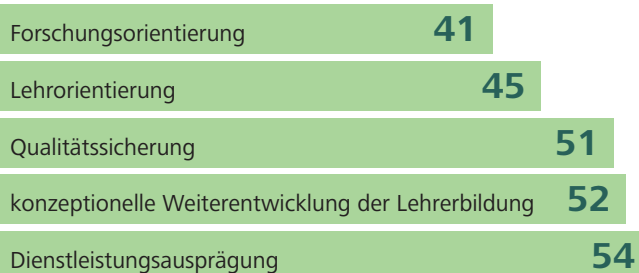 Forschungsorientierung 41
Lehrorientierung 45
Qualitätssicherung 51
konzeptionelle Weiterentwicklung der Lehrerbildung 52
Dienstleistungsausprägung 54